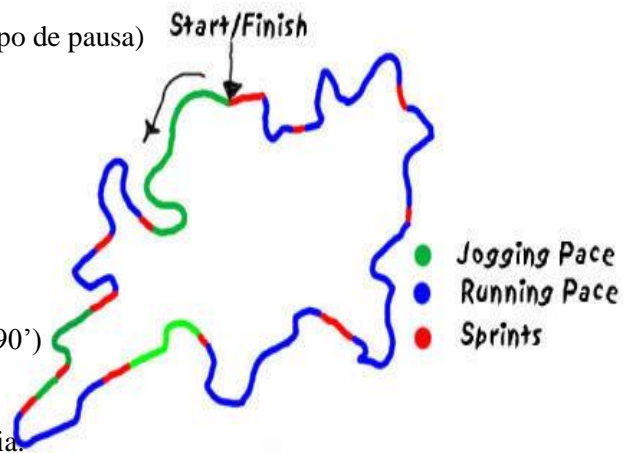 po de pausa)
Start/Finish
Jogging Pace
Running Pace
Sprints
90’)
ia.